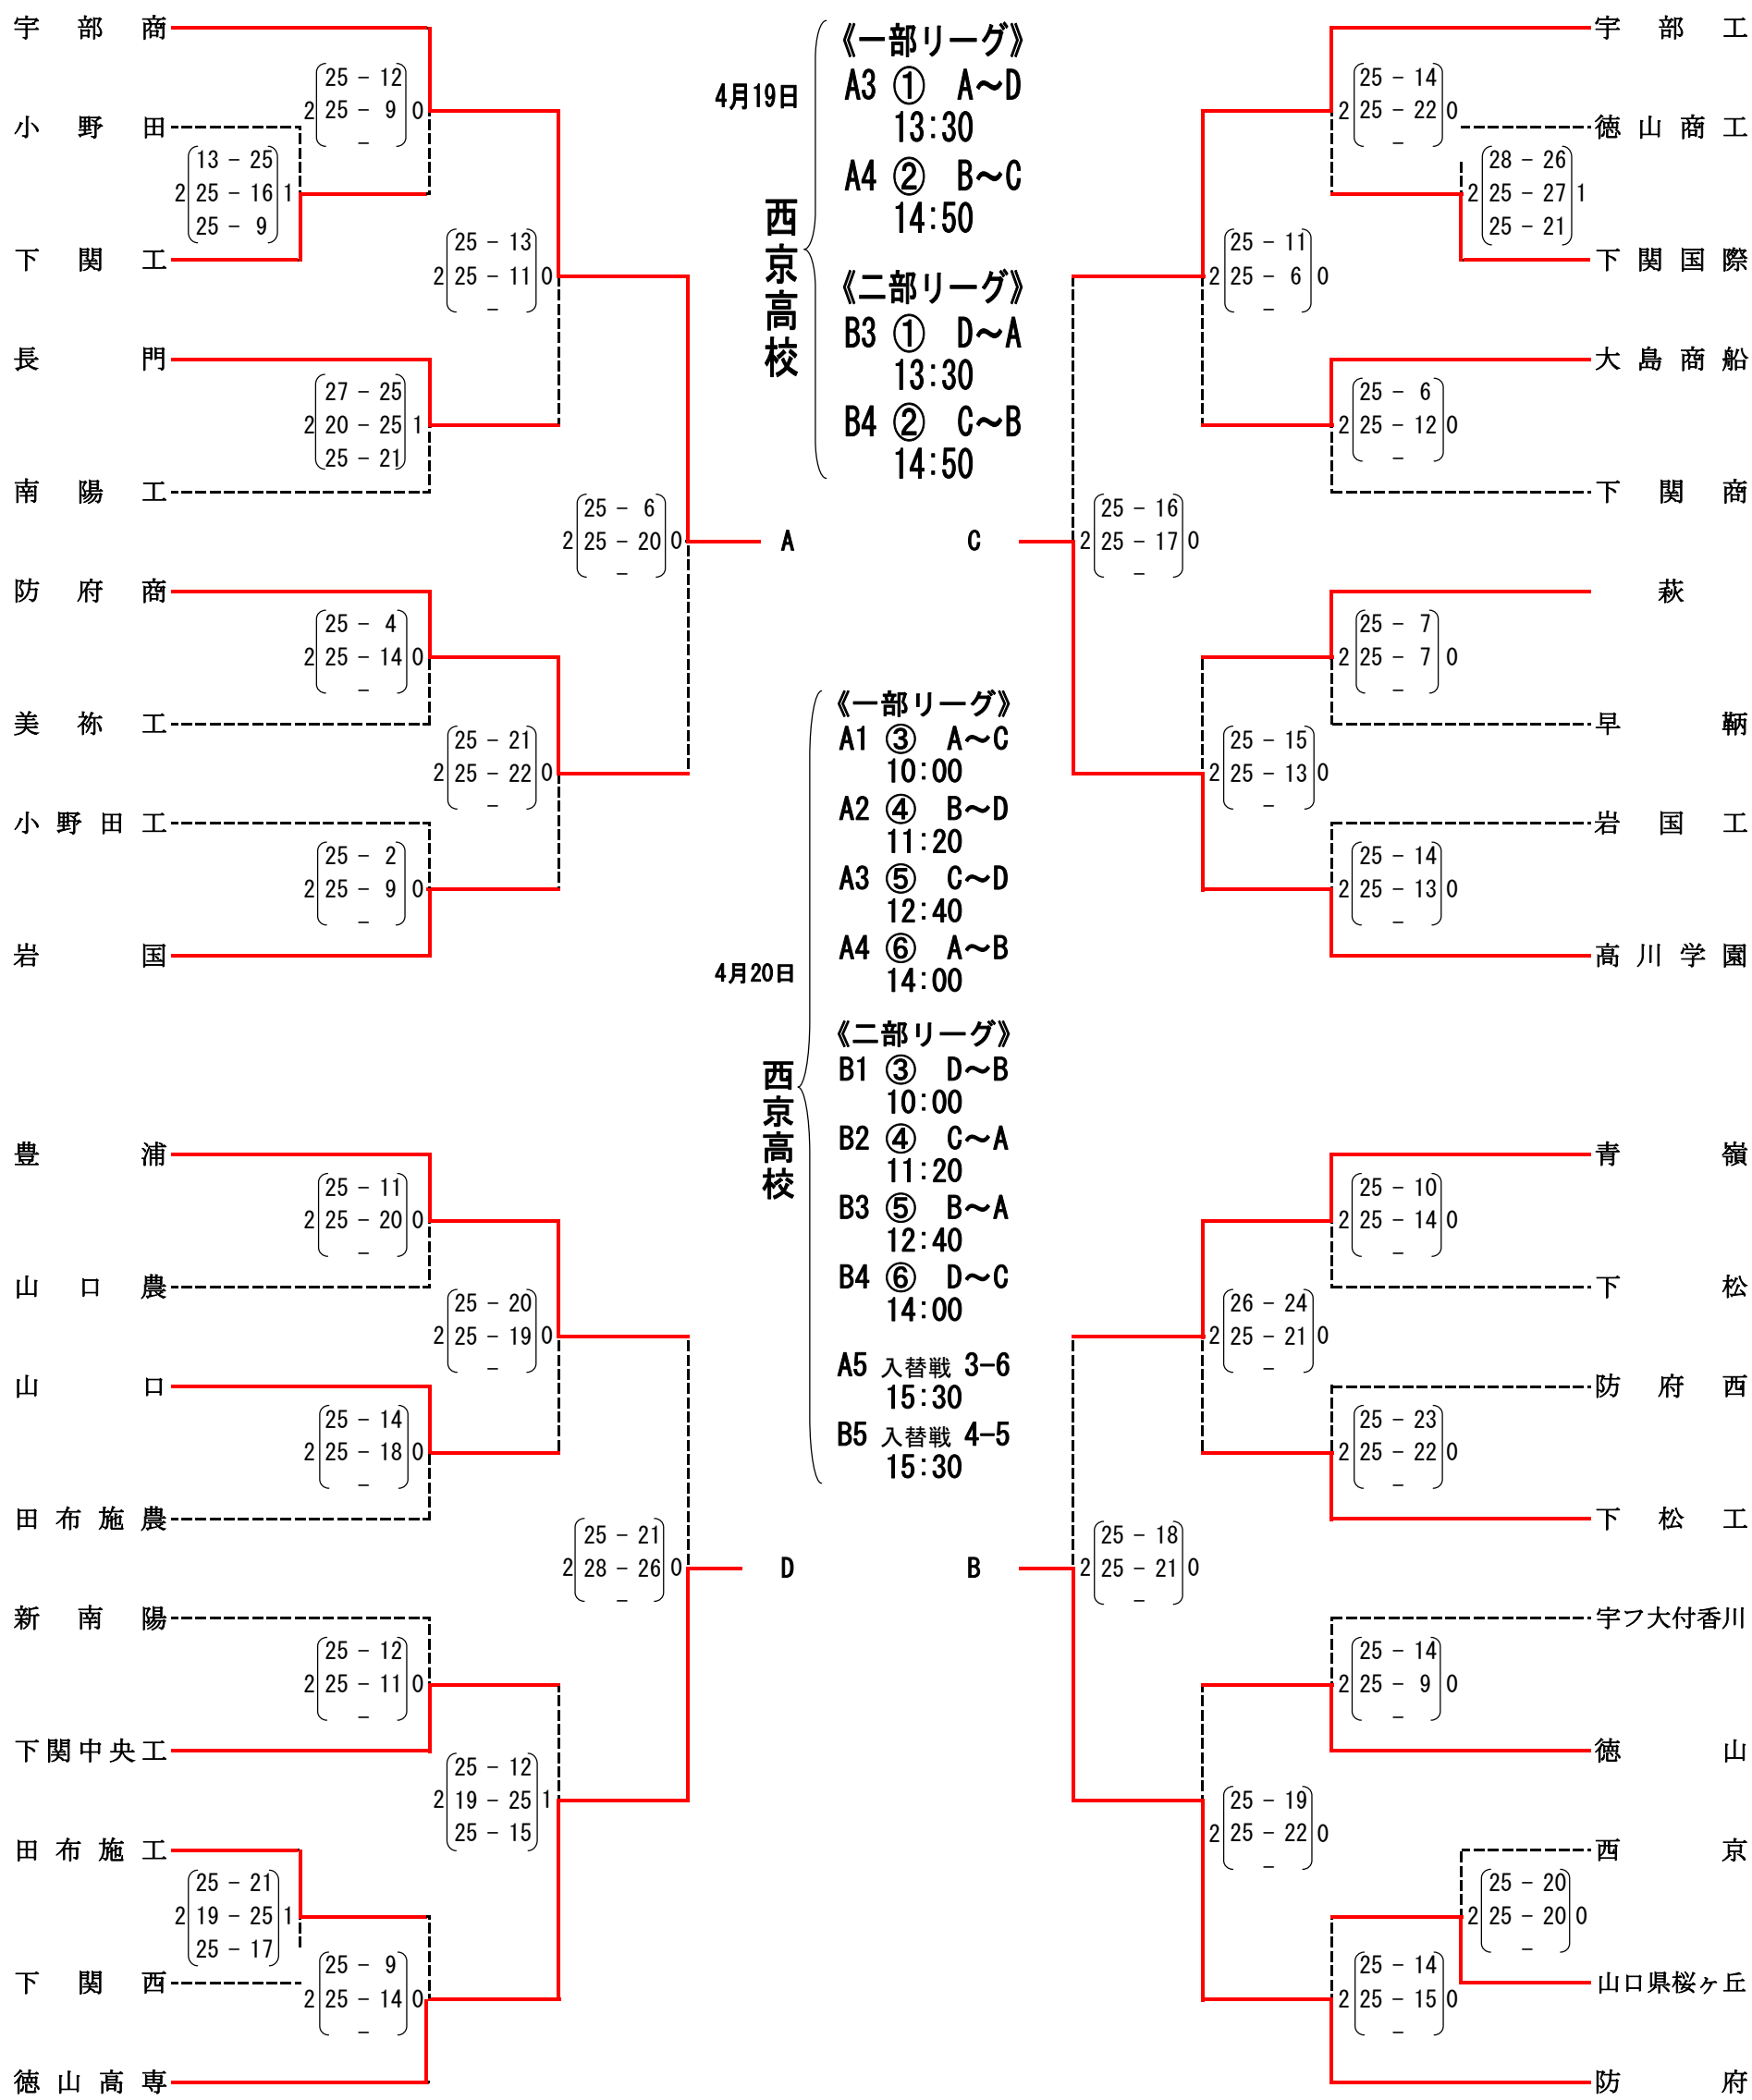 宇部商
2 25 - 12 0
25 - 9
-
小野田
2 13 - 25 1
25 - 16
25 - 9
下関工
2 25 - 13 0
25 - 11
-
長門
2 27 - 25 1
20 - 25
25 - 21
南陽工
2 25 - 6 0
25 - 20
-
A
防府商
2 25 - 4 0
25 - 14
-
美祢工
2 25 - 21 0
25 - 22
-
小野田工
2 25 - 2 0
25 - 9
-
岩国
豊浦
2 25 - 11 0
25 - 20
-
山口農
2 25 - 20 0
25 - 19
-
山口
2 25 - 14 0
25 - 18
-
田布施農
2 25 - 21 0
28 - 26
-
D
新南陽
2 25 - 12 0
25 - 11
-
下関中央工
2 25 - 12 1
19 - 25
25 - 15
田布施工
2 25 - 21 1
19 - 25
25 - 17
下関西
2 25 - 9 0
25 - 14
-
徳山高専
4月19日
西京高校
《一部リーグ》
A3 ① A～D
13:30
A4 ② B～C
14:50
《二部リーグ》
B3 ① D～A
13:30
B4 ② C～B
14:50
4月20日
西京高校
《一部リーグ》
A1 ③ A～C
10:00
A2 ④ B～D
11:20
A3 ⑤ C～D
12:40
A4 ⑥ A～B
14:00
《二部リーグ》
B1 ③ D～B
10:00
B2 ④ C～A
11:20
B3 ⑤ B～A
12:40
B4 ⑥ D～C
14:00
A5 入替戦 3-6
15:30
B5 入替戦 4-5
15:30
宇部工
2 25 - 14 0
25 - 22
-
徳山商工
2 28 - 26 1
25 - 27
25 - 21
下関国際
2 25 - 11 0
25 - 6
-
大島商船
2 25 - 6 0
25 - 12
-
下関商
C
2 25 - 16 0
25 - 17
-
萩
2 25 - 7 0
25 - 7
-
早鞆
2 25 - 15 0
25 - 13
-
岩国工
2 25 - 14 0
25 - 13
-
高川学園
青嶺
2 25 - 10 0
25 - 14
-
下松
2 26 - 24 0
25 - 21
-
防府西
2 25 - 23 0
25 - 22
-
下松工
B
2 25 - 18 0
25 - 21
-
宇フ大付香川
2 25 - 14 0
25 - 9
-
徳山
2 25 - 19 0
25 - 22
-
西京
2 25 - 20 0
25 - 20
-
山口県桜ヶ丘
2 25 - 14 0
25 - 15
-
防府